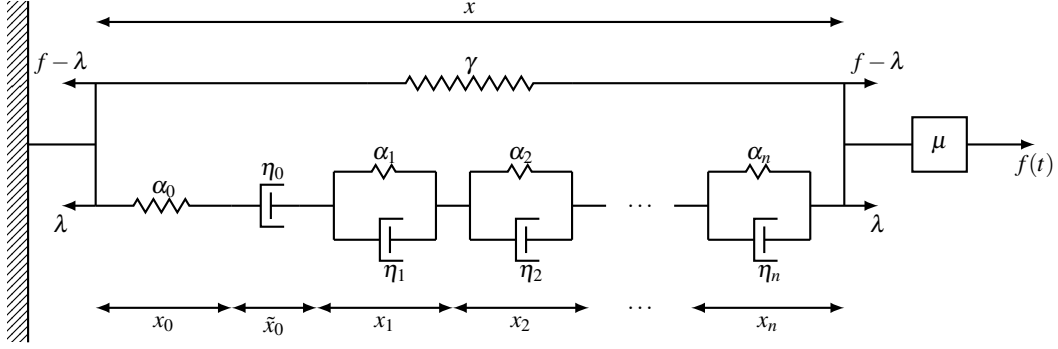 x
f − λ γ f − λ
μ
f(t)
α₀ η₀ α₁ α₂ αₙ
λ ··· λ
η₁ η₂ ηₙ
x₀ x̃₀ x₁ x₂ ··· xₙ